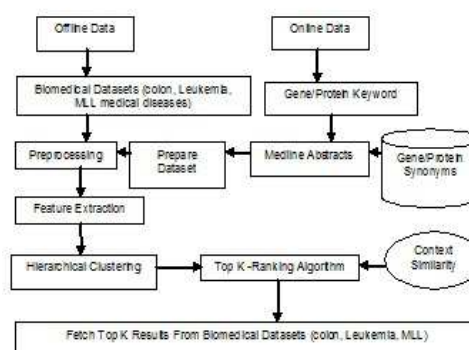 Offline Data
Online Data
Biomedical Datasets (colon, Leukemia,
MLL medical diseases)
Gene/Protein Keyword
Preprocessing
Prepare
Dataset
Medline Abstracts
Gene/Protein
Synonyms
Feature Extraction
Hierarchical Clustering
Top K -Ranking Algorithm
Context
Similarity
Fetch Top K Results From Biomedical Datasets (colon, Leukemia, MLL)